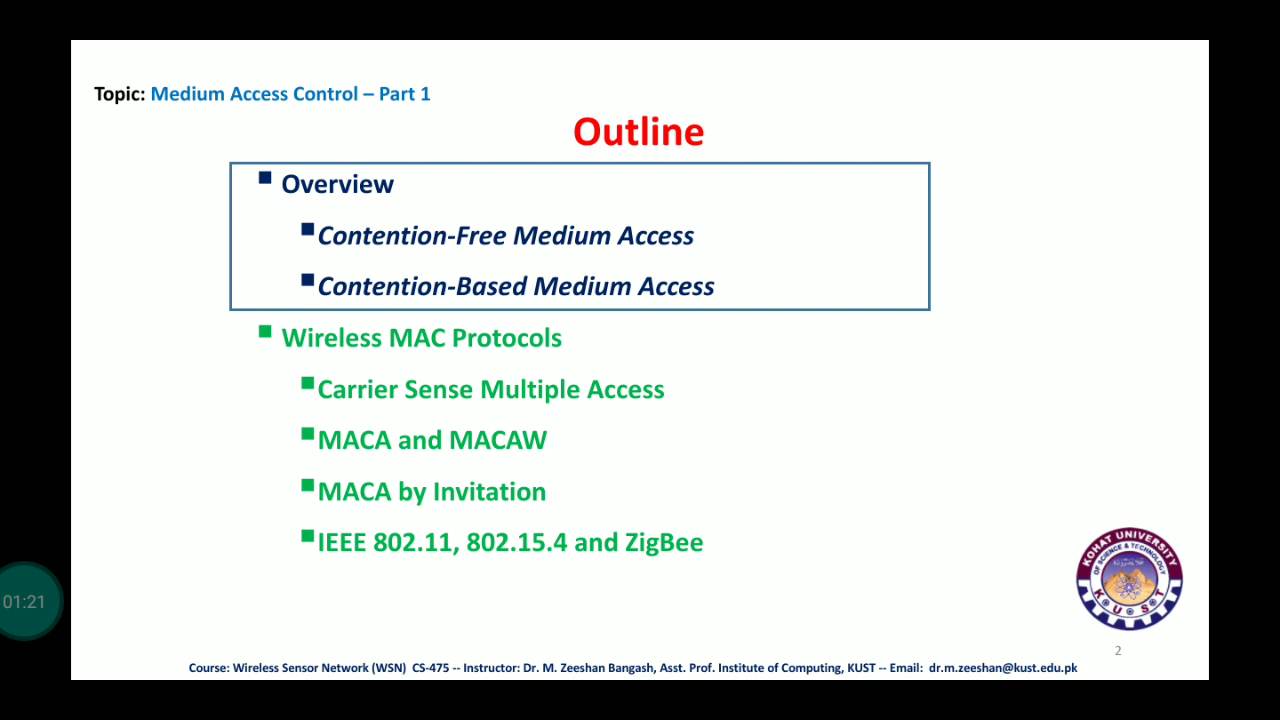 Topic: Medium Access Control – Part 1
Outline
Overview
Contention-Free Medium Access
Contention-Based Medium Access
Wireless MAC Protocols
Carrier Sense Multiple Access
MACA and MACAW
MACA by Invitation
IEEE 802.11, 802.15.4 and ZigBee
KOHAT UNIVERSITY
OF SCIENCE & TECHNOLOGY
K U S T
01:21
2
Course: Wireless Sensor Network (WSN) CS-475 -- Instructor: Dr. M. Zeeshan Bangash, Asst. Prof. Institute of Computing, KUST -- Email: dr.m.zeeshan@kust.edu.pk